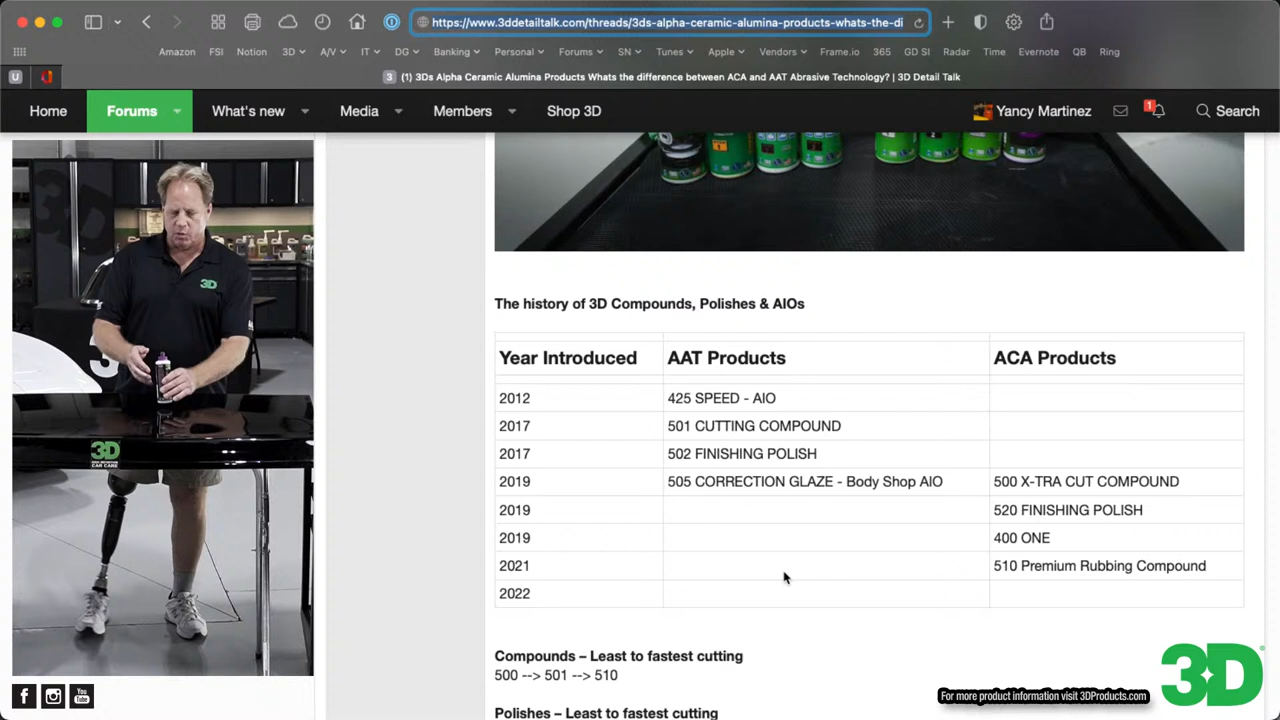 https://www.3ddetailtalk.com/threads/3ds-alpha-ceramic-alumina-products-whats-the-di
Amazon FSI Notion 3D A/V IT DG Banking Personal Forums SN Tunes Apple Vendors Frame.io 365 GD SI Radar Time Evernote QB Ring
U 3 (1) 3Ds Alpha Ceramic Alumina Products Whats the difference between ACA and AAT Abrasive Technology? | 3D Detail Talk
Home Forums What's new Media Members Shop 3D Yancy Martinez 1 Search
The history of 3D Compounds, Polishes & AIOs
Year Introduced AAT Products ACA Products
2012 425 SPEED - AIO
2017 501 CUTTING COMPOUND
2017 502 FINISHING POLISH
2019 505 CORRECTION GLAZE - Body Shop AIO 500 X-TRA CUT COMPOUND
2019 520 FINISHING POLISH
2019 400 ONE
2021 510 Premium Rubbing Compound
2022
Compounds – Least to fastest cutting
500 --> 501 --> 510
Polishes – Least to fastest cutting
3D
3D
CAR CARE
You Tube
3D
For more product information visit 3DProducts.com